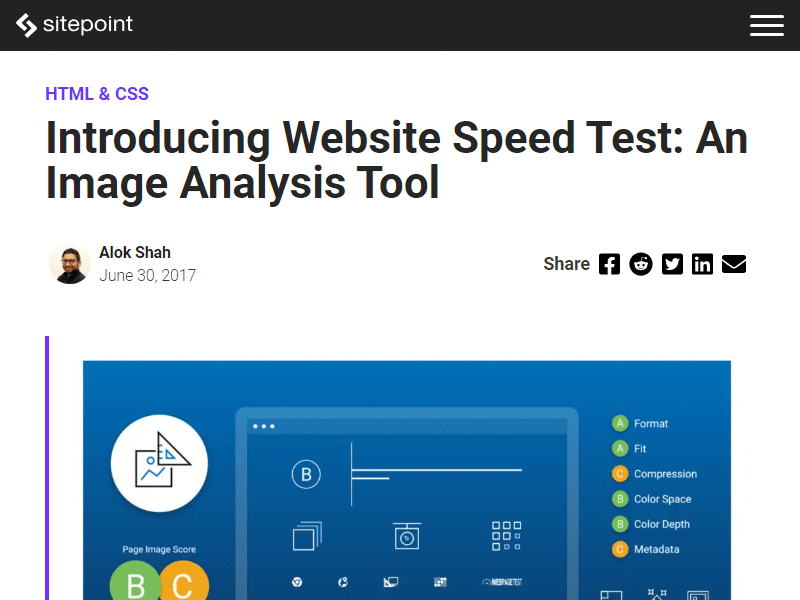 sitepoint
HTML & CSS
Introducing Website Speed Test: An
Image Analysis Tool
Alok Shah
June 30, 2017
Share
A Format
A Fit
B
C Compression
B Color Space
B Color Depth
Page Image Score
C Metadata
B C
WEBPAGETEST